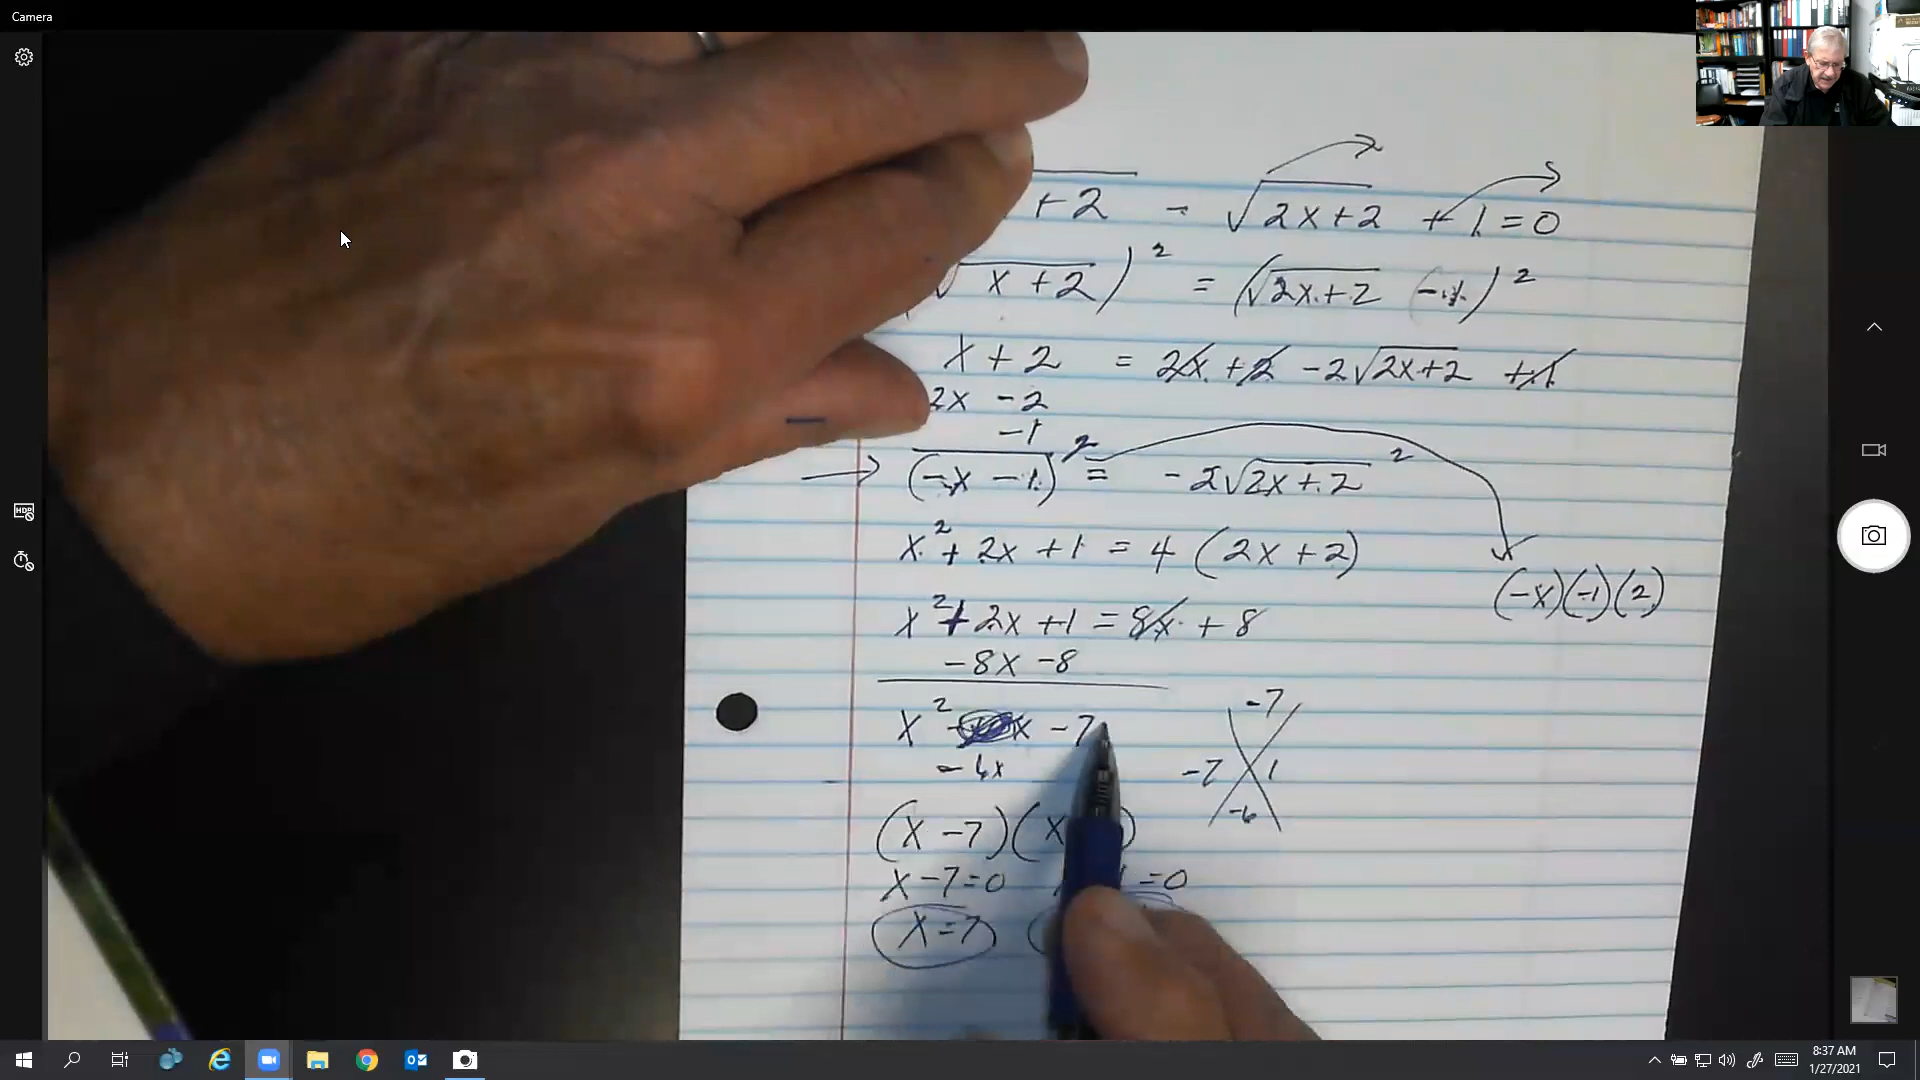 Camera
+2 - √2x+2 + 1 = 0
√x+2)² = (√2x+2 -1)²
x + 2 = 2x + 2 - 2√2x+2 + 1
2x - 2
-1
(-x - 1)² = -2√2x+2 ²
x² + 2x + 1 = 4 (2x + 2)
(-x)(-1)(2)
x² + 2x + 1 = 8x + 8
-8x - 8
x² x - 7
- 6x
-7
-7 1
-6
(x - 7)(x )
x - 7 = 0 = 0
x = 7
8:37 AM
1/27/2021